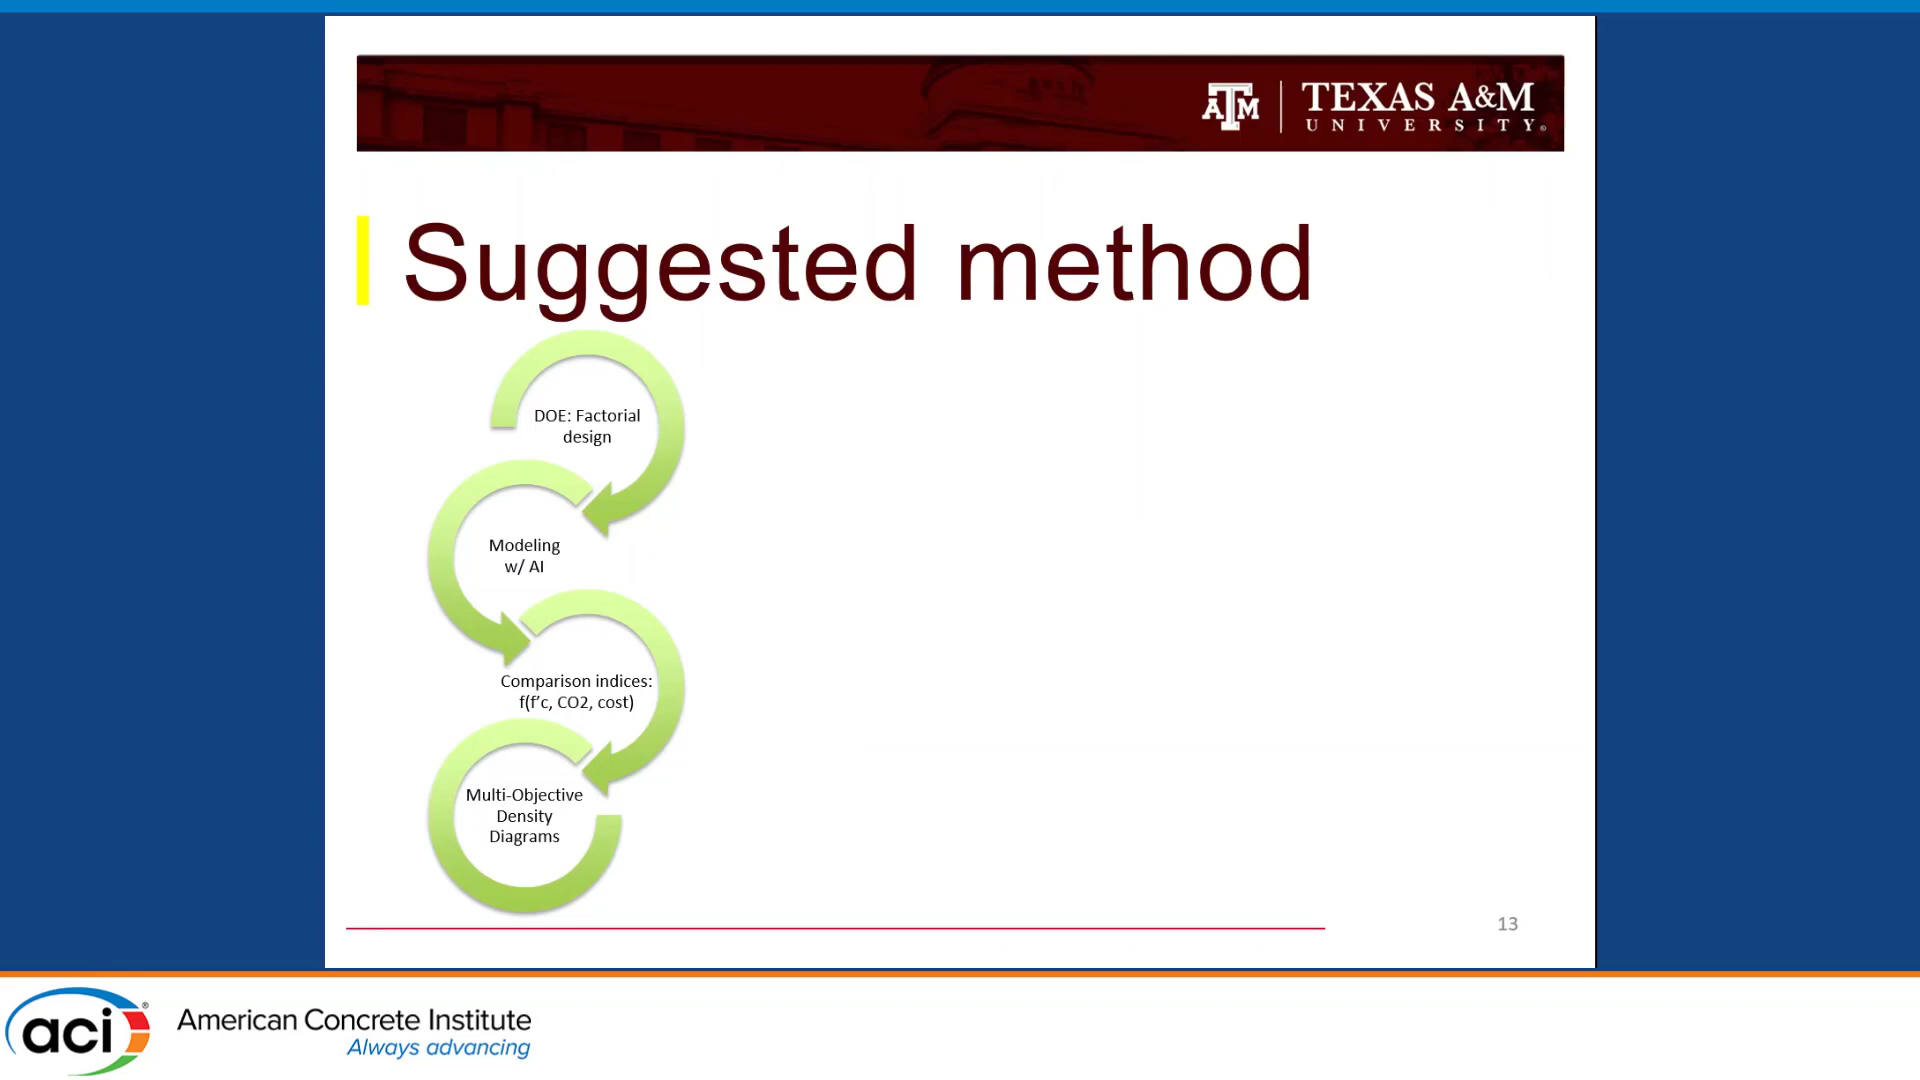 ATM
TEXAS A&M
UNIVERSITY®
Suggested method
DOE: Factorial
design
Modeling
w/ AI
Comparison indices:
f(f’c, CO2, cost)
Multi-Objective
Density
Diagrams
13
aci®
American Concrete Institute
Always advancing